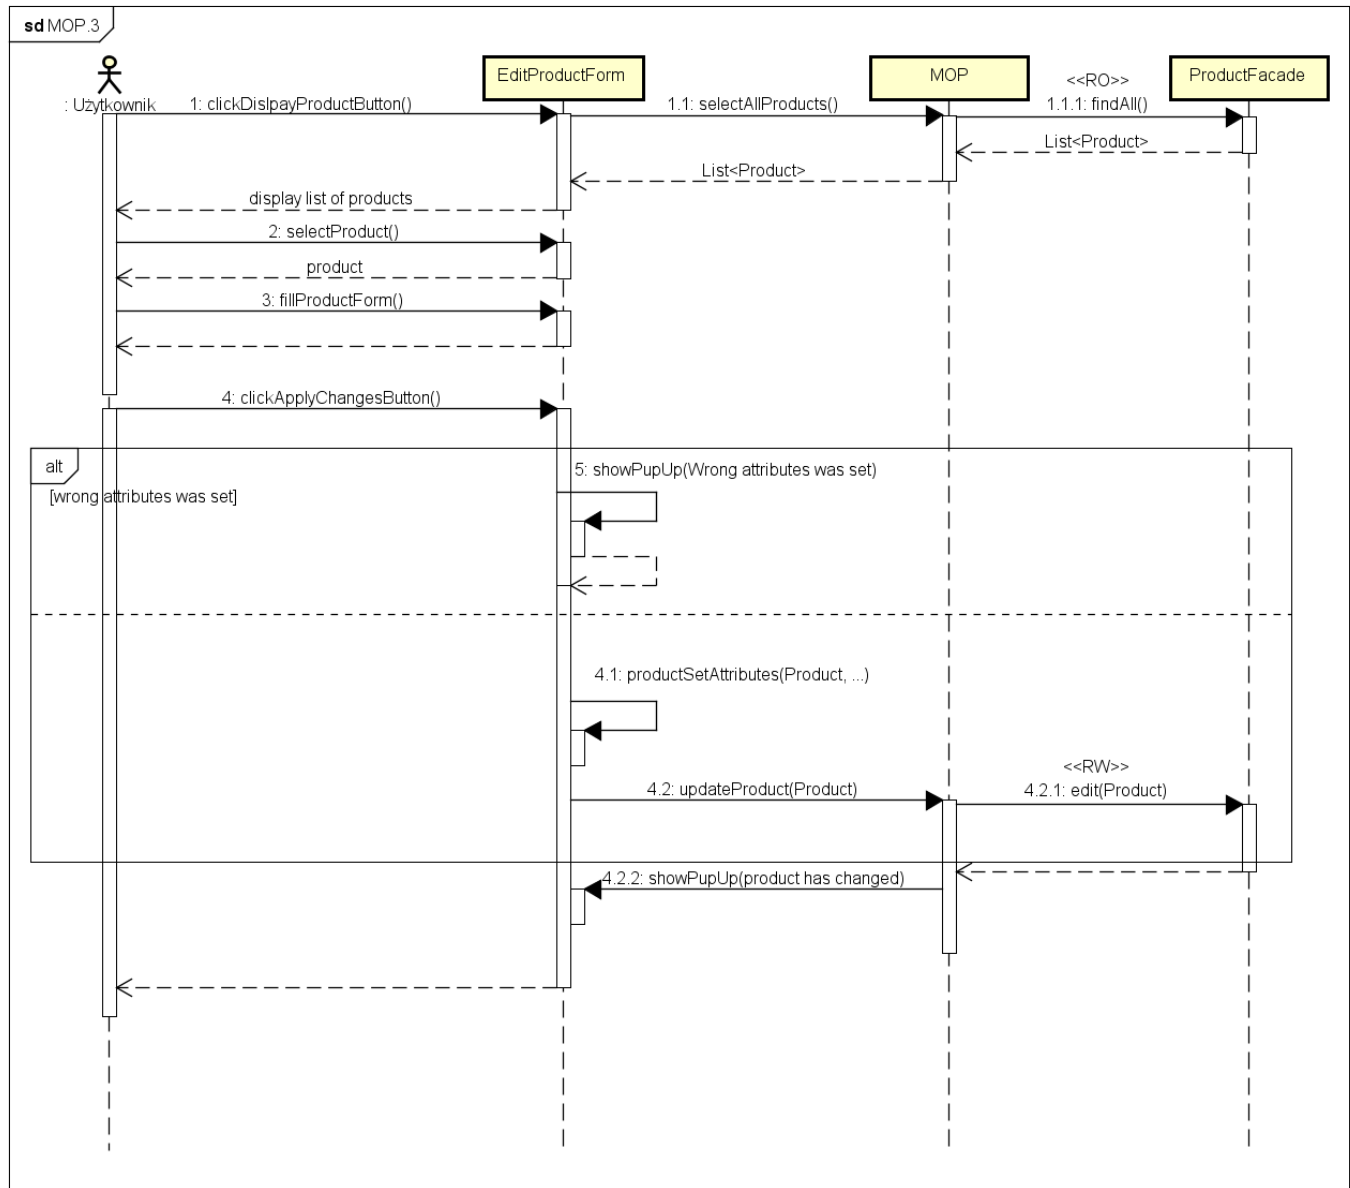 sd MOP.3
: Użytkownik
EditProductForm
MOP
ProductFacade
1: clickDislpayProductButton()
1.1: selectAllProducts()
<<RO>>
1.1.1: findAll()
List<Product>
List<Product>
display list of products
2: selectProduct()
product
3: fillProductForm()
4: clickApplyChangesButton()
alt
[wrong attributes was set]
5: showPupUp(Wrong attributes was set)
4.1: productSetAttributes(Product, ...)
4.2: updateProduct(Product)
<<RW>>
4.2.1: edit(Product)
4.2.2: showPupUp(product has changed)